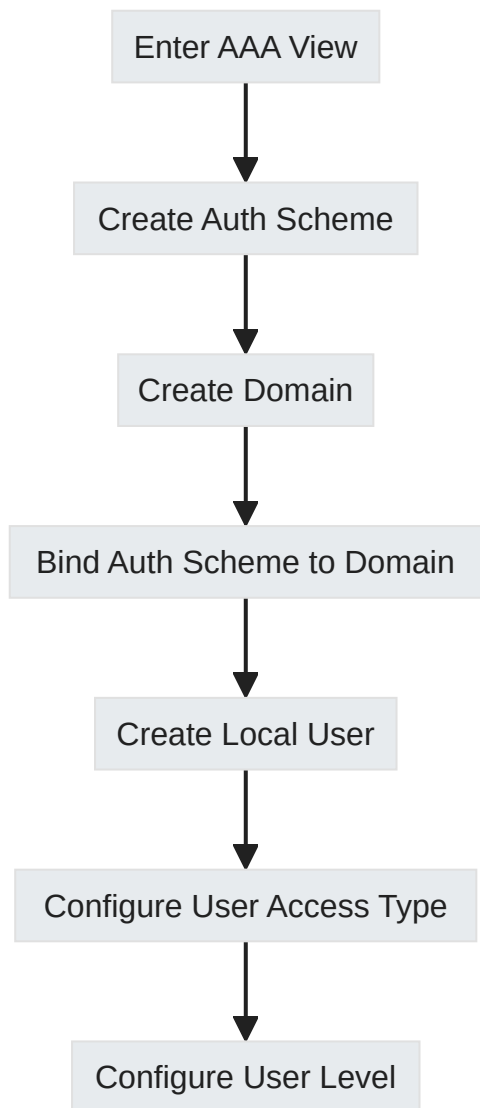 Enter AAA View
Create Auth Scheme
Create Domain
Bind Auth Scheme to Domain
Create Local User
Configure User Access Type
Configure User Level